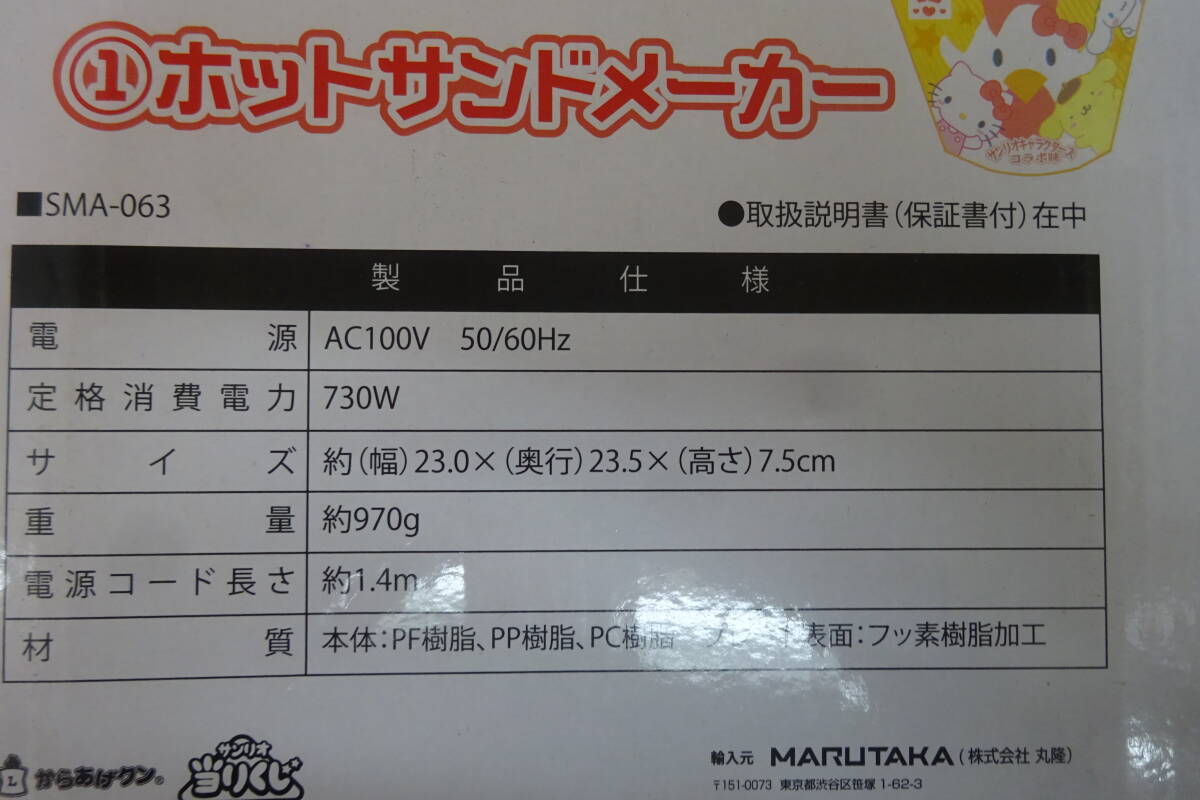 ①ホットサンドメーカー
サンリオキャラクターズ
コラボ味
■SMA-063
●取扱説明書(保証書付)在中
製品仕様
電源 AC100V 50/60Hz
定格消費電力 730W
サイズ 約(幅)23.0×(奥行)23.5×(高さ)7.5cm
重量 約970g
電源コード長さ 約1.4m
材質 本体:PF樹脂、PP樹脂、PC樹脂 プレート表面:フッ素樹脂加工
L からあげクン®
サンリオ
当りくじ
輸入元 MARUTAKA(株式会社 丸隆)
〒151-0073 東京都渋谷区笹塚 1-62-3